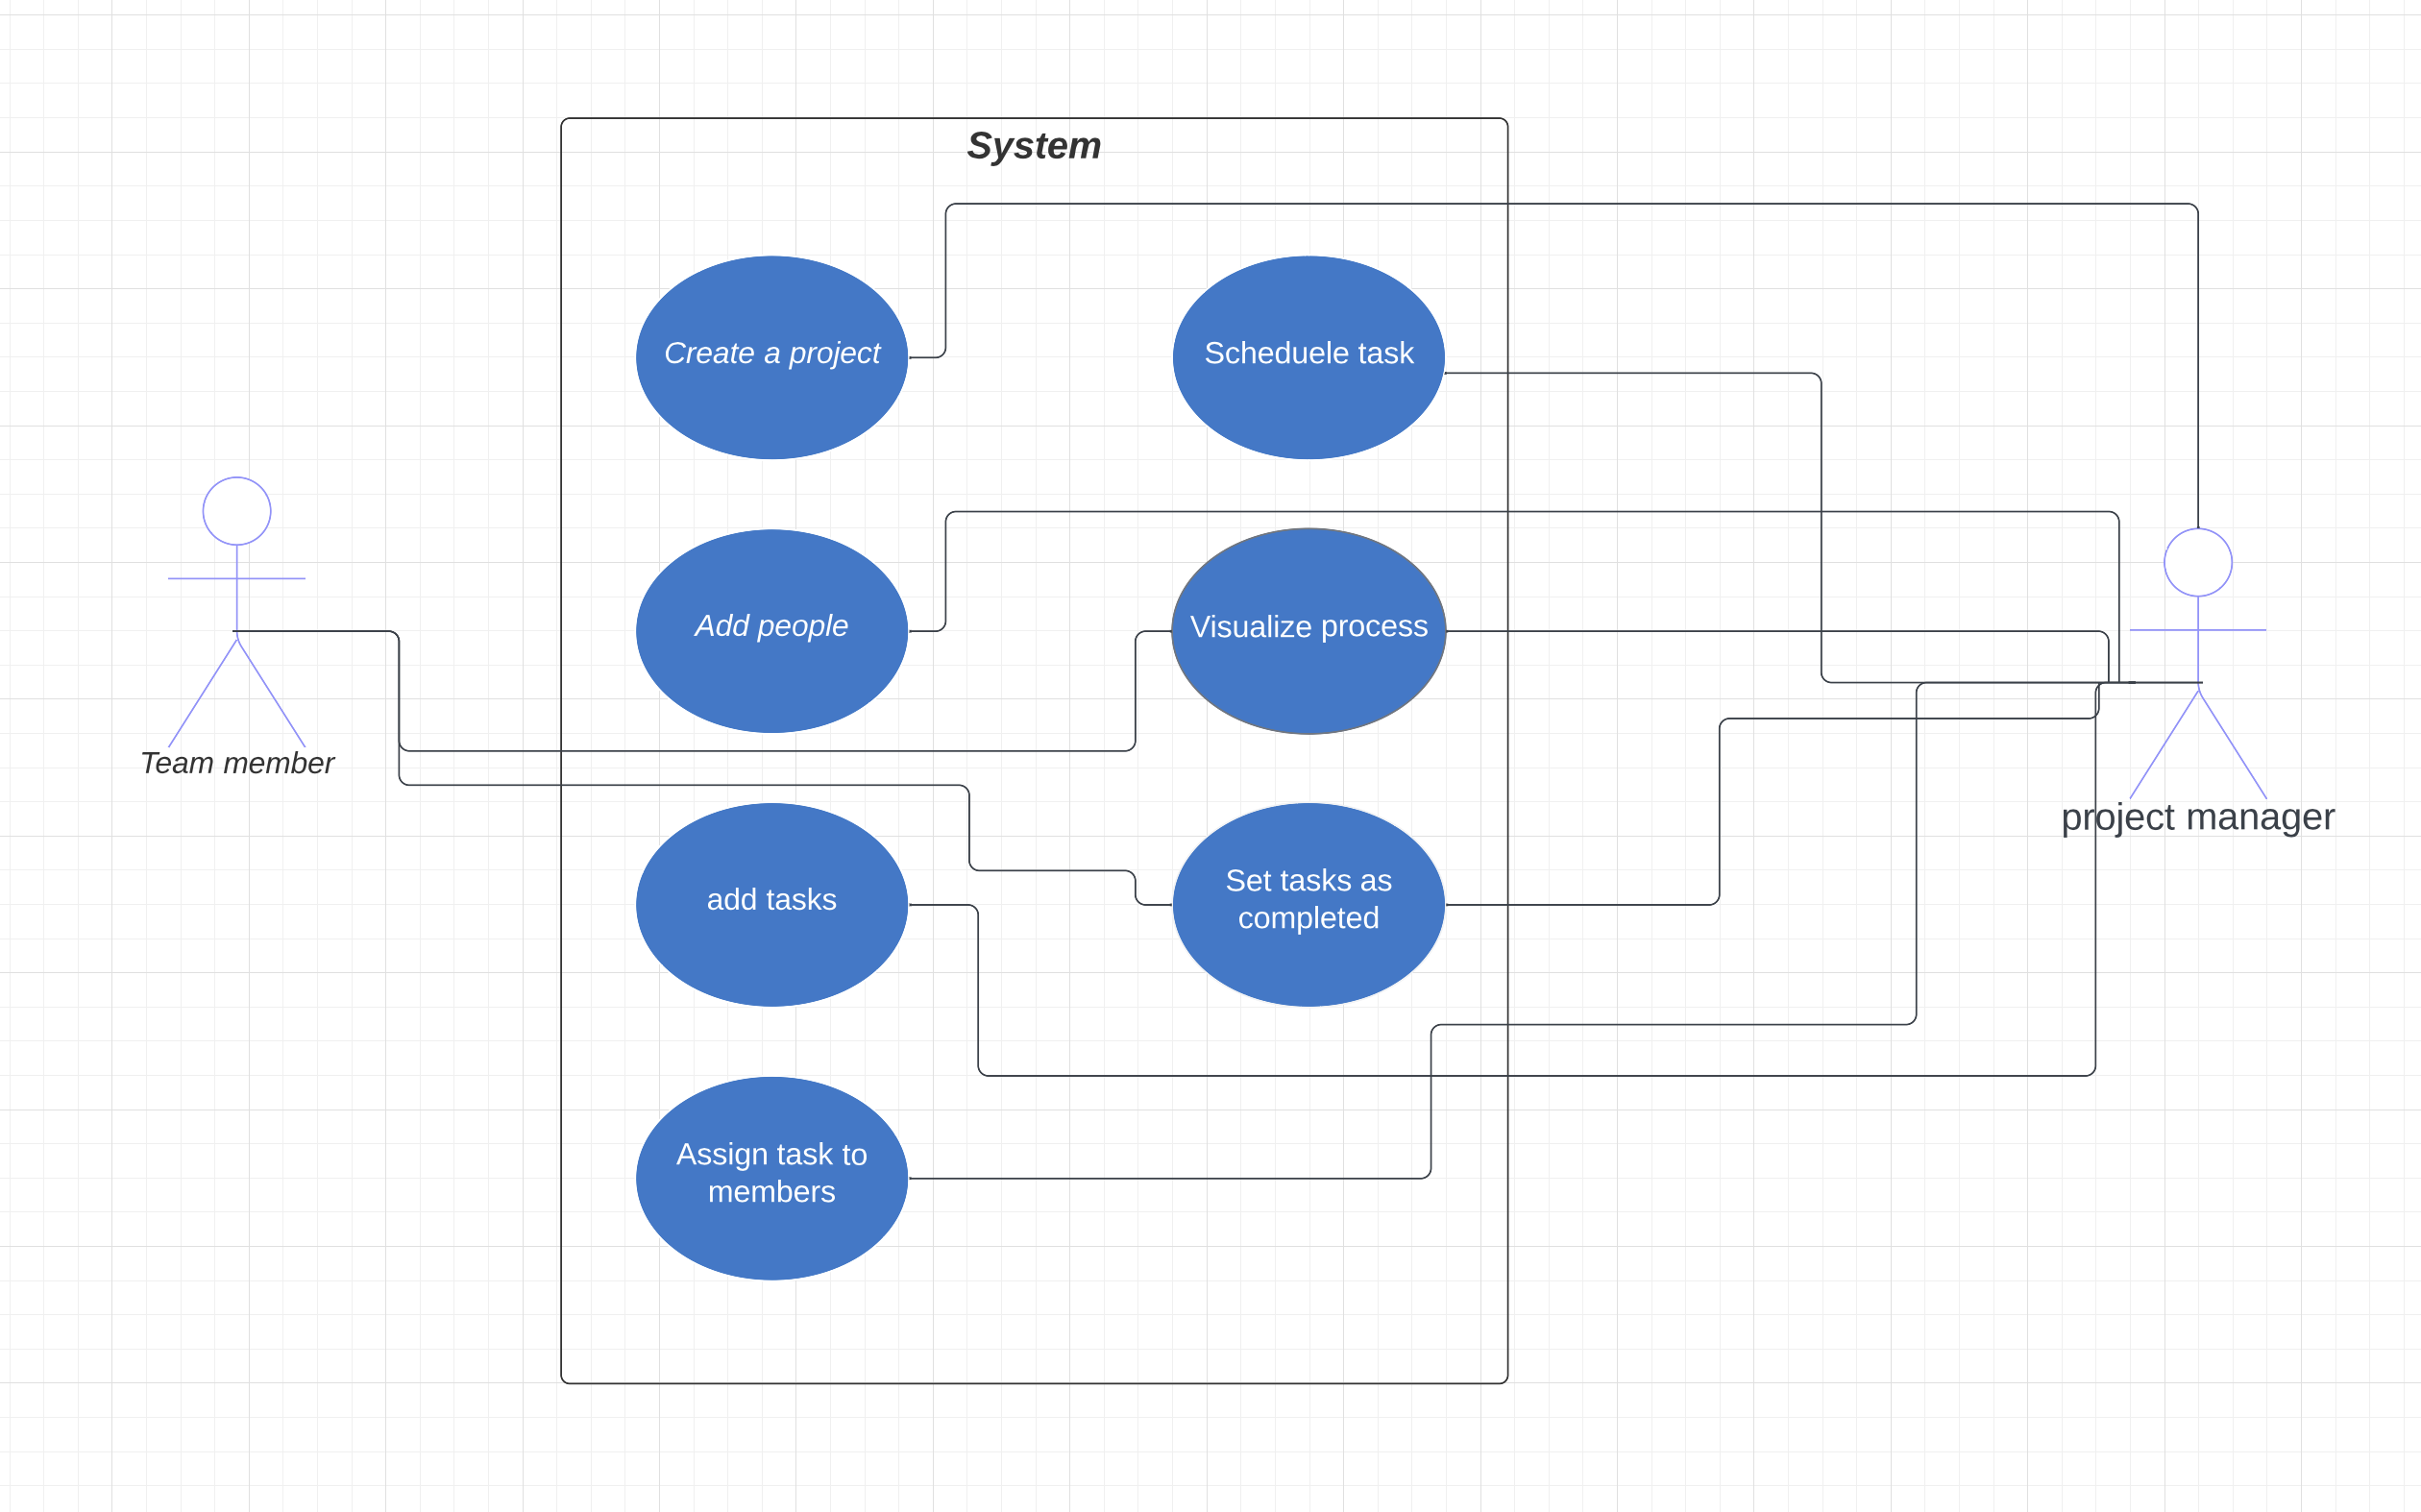 System
Create a project
Scheduele task
Add people
Visualize process
Team member
project manager
add tasks
Set tasks as
completed
Assign task to
members